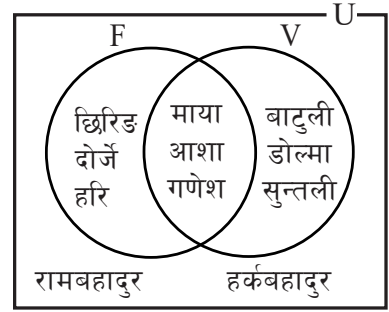 U
F V
छिरिङ
दोर्जे
हरि
माया
आशा
गणेश
बाटुली
डोल्मा
सुन्तली
रामबहादुर हर्कबहादुर